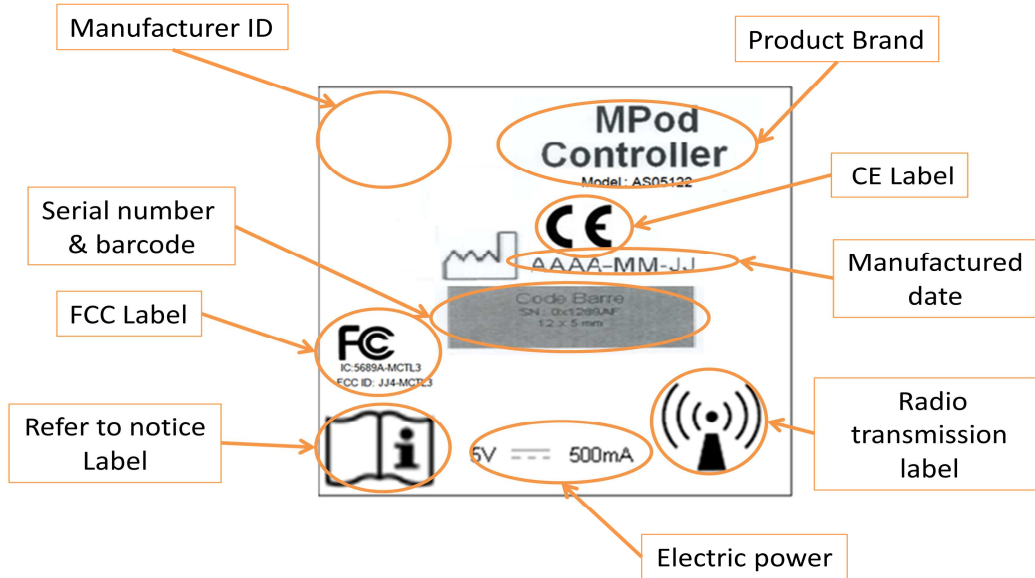 Manufacturer ID
Product Brand
MPod
Controller
Model: AS05122
CE Label
CE
Serial number
& barcode
AAAA-MM-JJ
Manufactured
date
Code Barre
SN: 0x1289AF
12 x 5 mm
FCC Label
FC
IC:5689A-MCTL3
FCC ID: JJ4-MCTL3
Refer to notice
Label
i
5V 500mA
Radio
transmission
label
Electric power